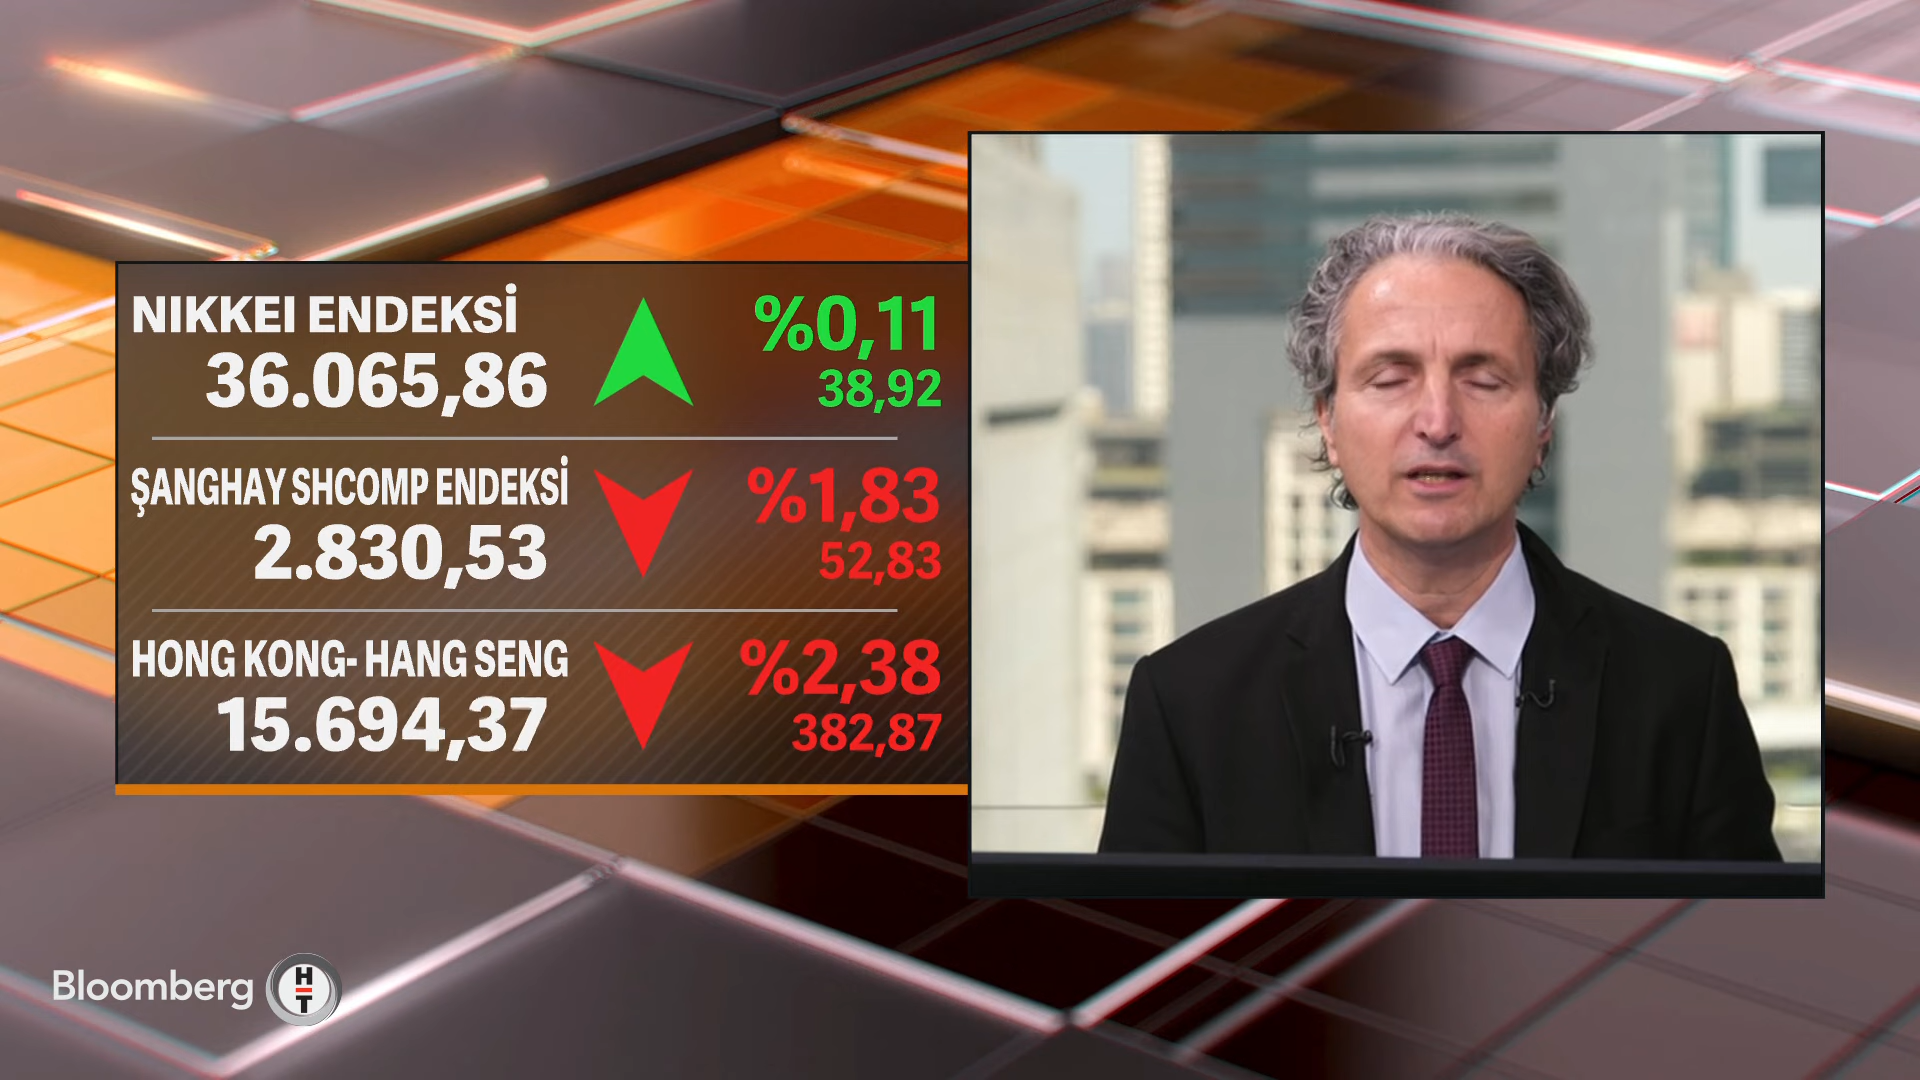 NIKKEI ENDEKSİ
%0,11
36.065,86
38,92
ŞANGHAY SHCOMP ENDEKSİ
%1,83
2.830,53
52,83
HONG KONG- HANG SENG
%2,38
15.694,37
382,87
Bloomberg HT